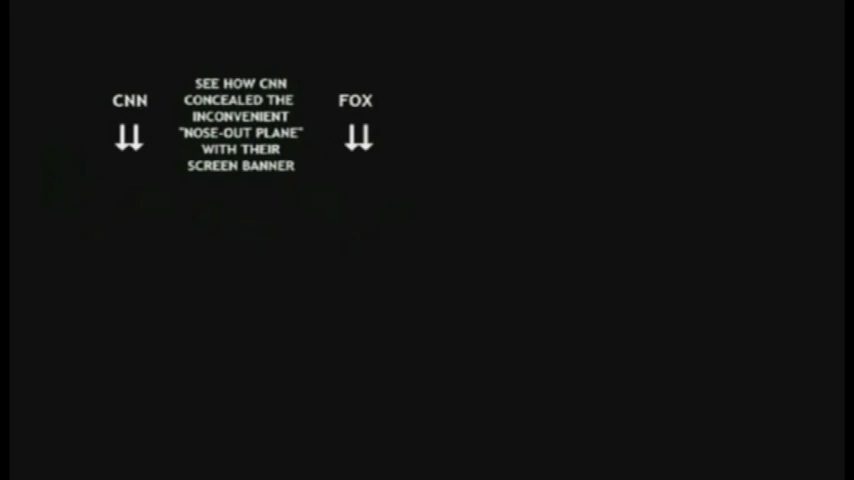 CNN
SEE HOW CNN
CONCEALED THE
INCONVENIENT
"NOSE-OUT PLANE"
WITH THEIR
SCREEN BANNER
FOX